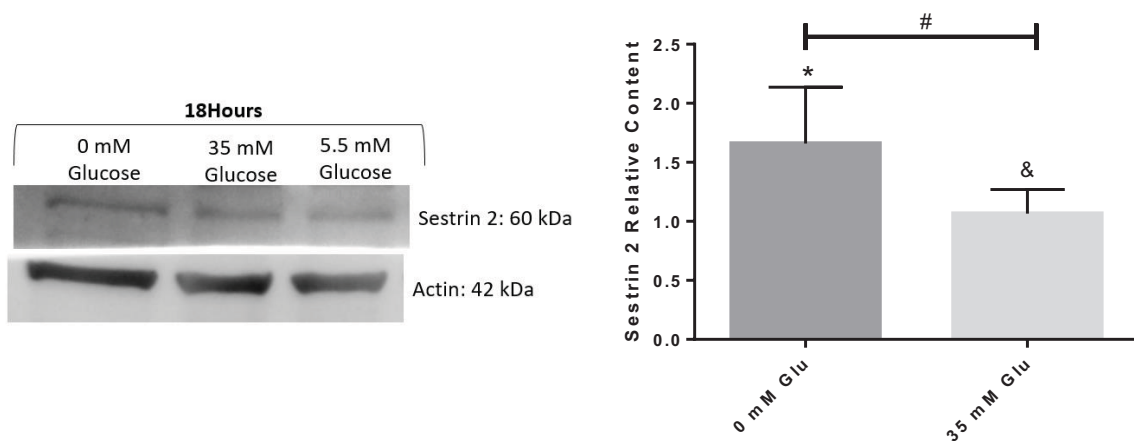 18Hours
0 mM
Glucose
35 mM
Glucose
5.5 mM
Glucose
Sestrin 2: 60 kDa
Actin: 42 kDa
Sestrin 2 Relative Content
2.5
2.0
1.5
1.0
0.5
0.0
#
*
&
0 mM Glu
35 mM Glu